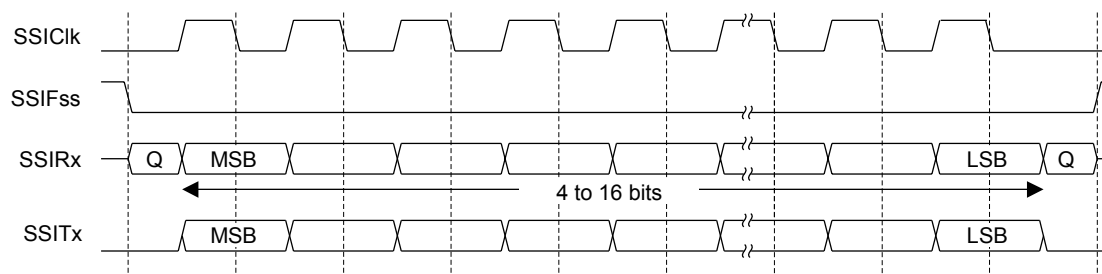 SSIClk
SSIFss
SSIRx Q MSB LSB Q
4 to 16 bits
SSITx MSB LSB